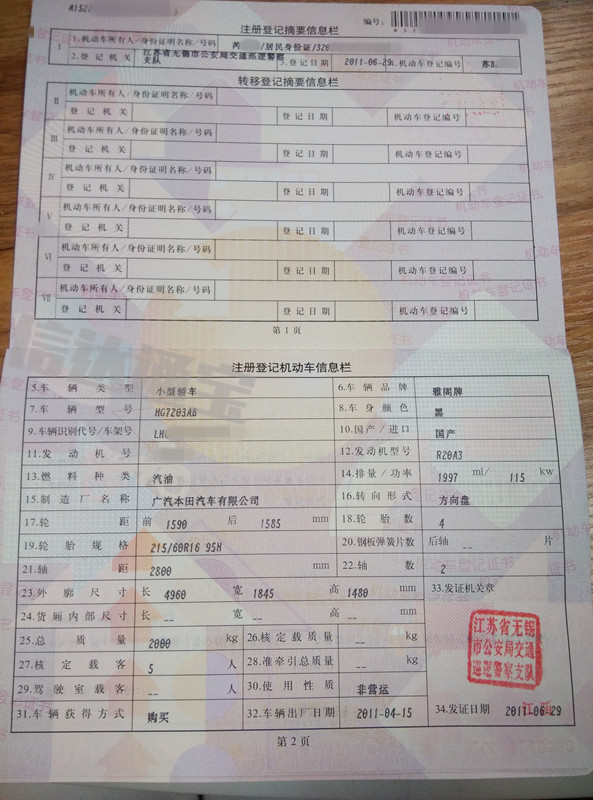 A152
注册登记摘要信息栏
编号:
I 1.机动车所有人/身份证明名称/号码 芮 /居民身份证/320
2.登记机关 江苏省无锡市公安局交通巡逻警察支队 3.登记日期 2011-06-29 4.机动车登记编号 苏B
转移登记摘要信息栏
II 机动车所有人/身份证明名称/号码
登记机关 登记日期 机动车登记编号
III 机动车所有人/身份证明名称/号码
登记机关 登记日期 机动车登记编号
IV 机动车所有人/身份证明名称/号码
登记机关 登记日期 机动车登记编号
V 机动车所有人/身份证明名称/号码
登记机关 登记日期 机动车登记编号
VI 机动车所有人/身份证明名称/号码
登记机关 登记日期 机动车登记编号
VII 机动车所有人/身份证明名称/号码
登记机关 登记日期 机动车登记编号
第1页
注册登记机动车信息栏
5.车辆类型 小型轿车 6.车辆品牌 雅阁牌
7.车辆型号 HG7203AB 8.车身颜色 黑
9.车辆识别代号/车架号 LH 10.国产/进口 国产
11.发动机号 12.发动机型号 R20A3
13.燃料种类 汽油 14.排量/功率 1997 ml/ 115 kw
15.制造厂名称 广汽本田汽车有限公司 16.转向形式 方向盘
17.轮距 前 1590 后 1585 mm 18.轮胎数 4
19.轮胎规格 215/60R16 95H 20.钢板弹簧片数 后轴 -- 片
21.轴距 2800 mm 22.轴数 2
23.外廓尺寸 长 4960 宽 1845 高 1480 mm 33.发证机关章
24.货厢内部尺寸 长 -- 宽 -- 高 -- mm
25.总质量 2000 kg 26.核定载质量 -- kg
27.核定载客 5 人 28.准牵引总质量 -- kg
29.驾驶室载客 -- 人 30.使用性质 非营运
31.车辆获得方式 购买 32.车辆出厂日期 2011-04-15 34.发证日期 2011-06-29
江苏省无锡
市公安局交通
巡逻警察支队
第2页
信达极宝